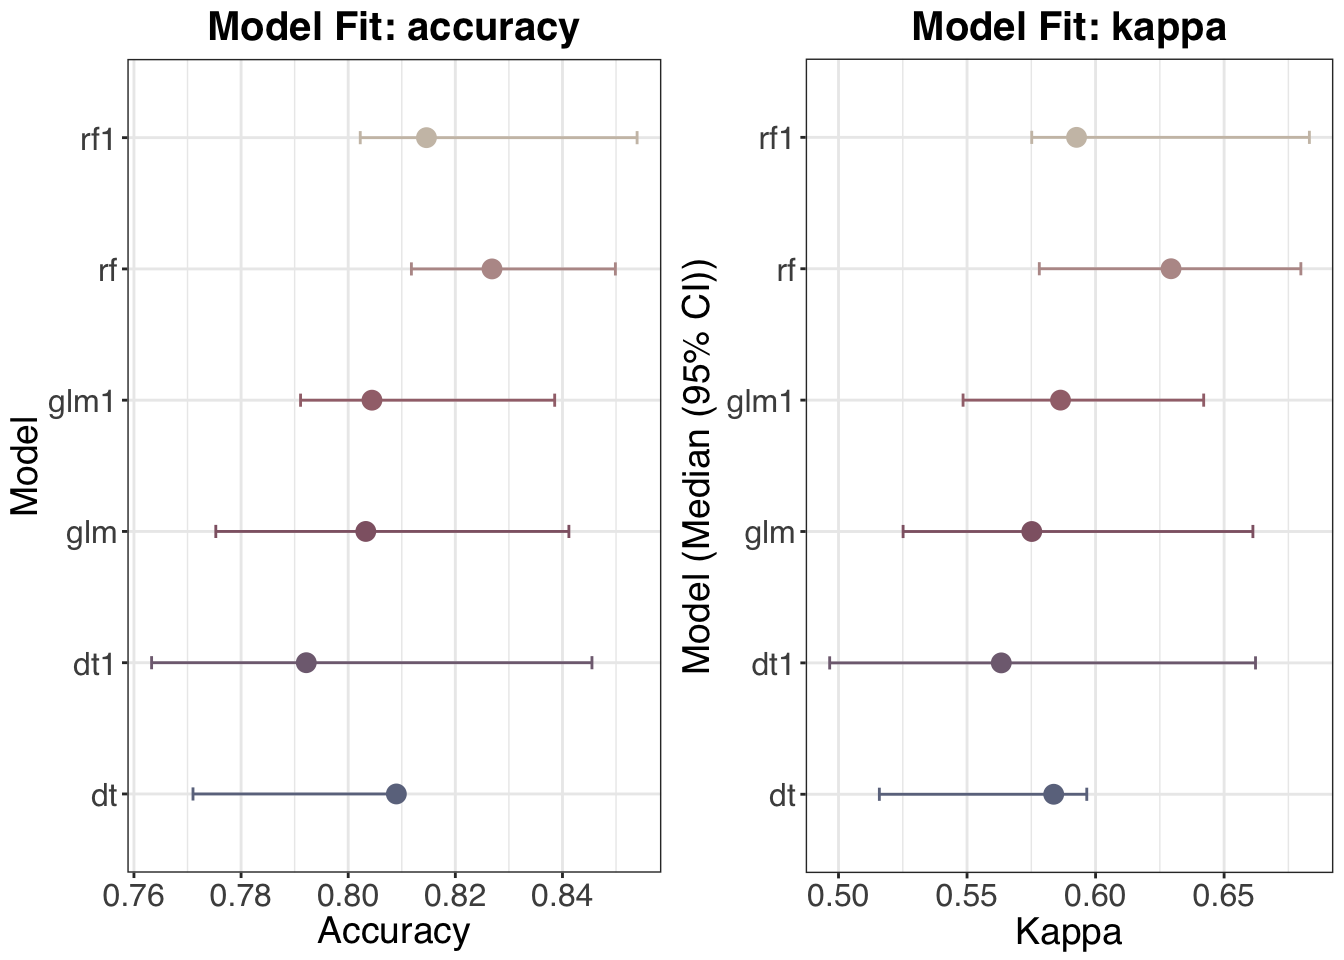 Model Fit: accuracy
Model
rf1
rf
glm1
glm
dt1
dt
0.76 0.78 0.80 0.82 0.84
Accuracy
Model Fit: kappa
Model (Median (95% CI))
rf1
rf
glm1
glm
dt1
dt
0.50 0.55 0.60 0.65
Kappa